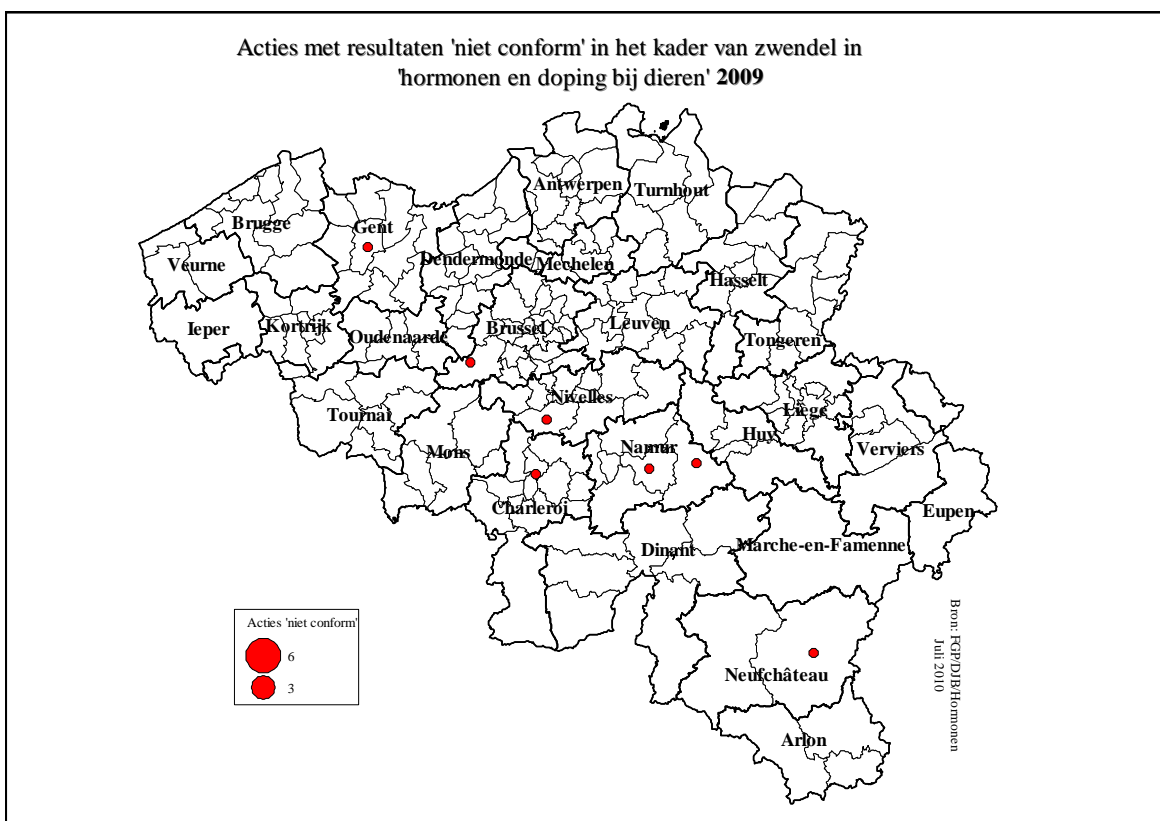 Acties met resultaten 'niet conform' in het kader van zwendel in
'hormonen en doping bij dieren' 2009
Antwerpen
Turnhout
Brugge
Gent
Veurne
Dendermonde
Mechelen
Hasselt
Ieper
Kortrijk
Oudenaarde
Brussel
Leuven
Tongeren
Nivelles
Tournai
Liège
Mons
Namur
Huy
Verviers
Charleroi
Eupen
Dinant
Marche-en-Famenne
Neufchâteau
Arlon
Acties 'niet conform'
6
3
Bron: FGP/DJB/Hormonen
Juli 2010